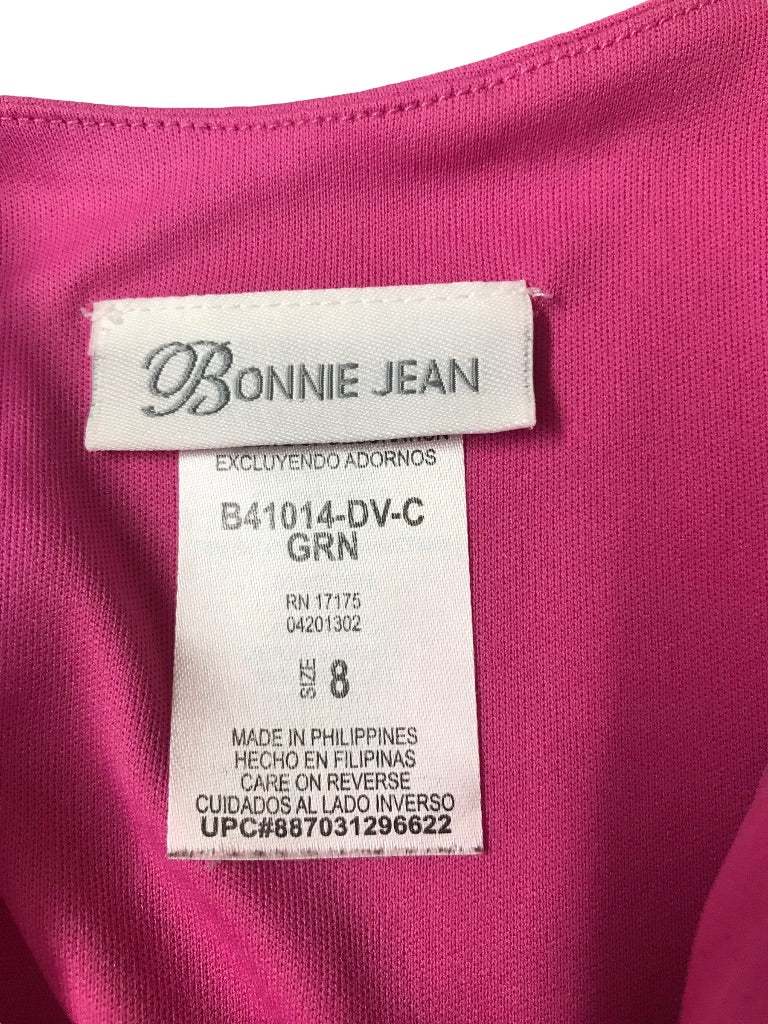 BONNIE JEAN
EXCLUYENDO ADORNOS
B41014-DV-C
GRN
RN 17175
04201302
SIZE 8
MADE IN PHILIPPINES
HECHO EN FILIPINAS
CARE ON REVERSE
CUIDADOS AL LADO INVERSO
UPC#887031296622